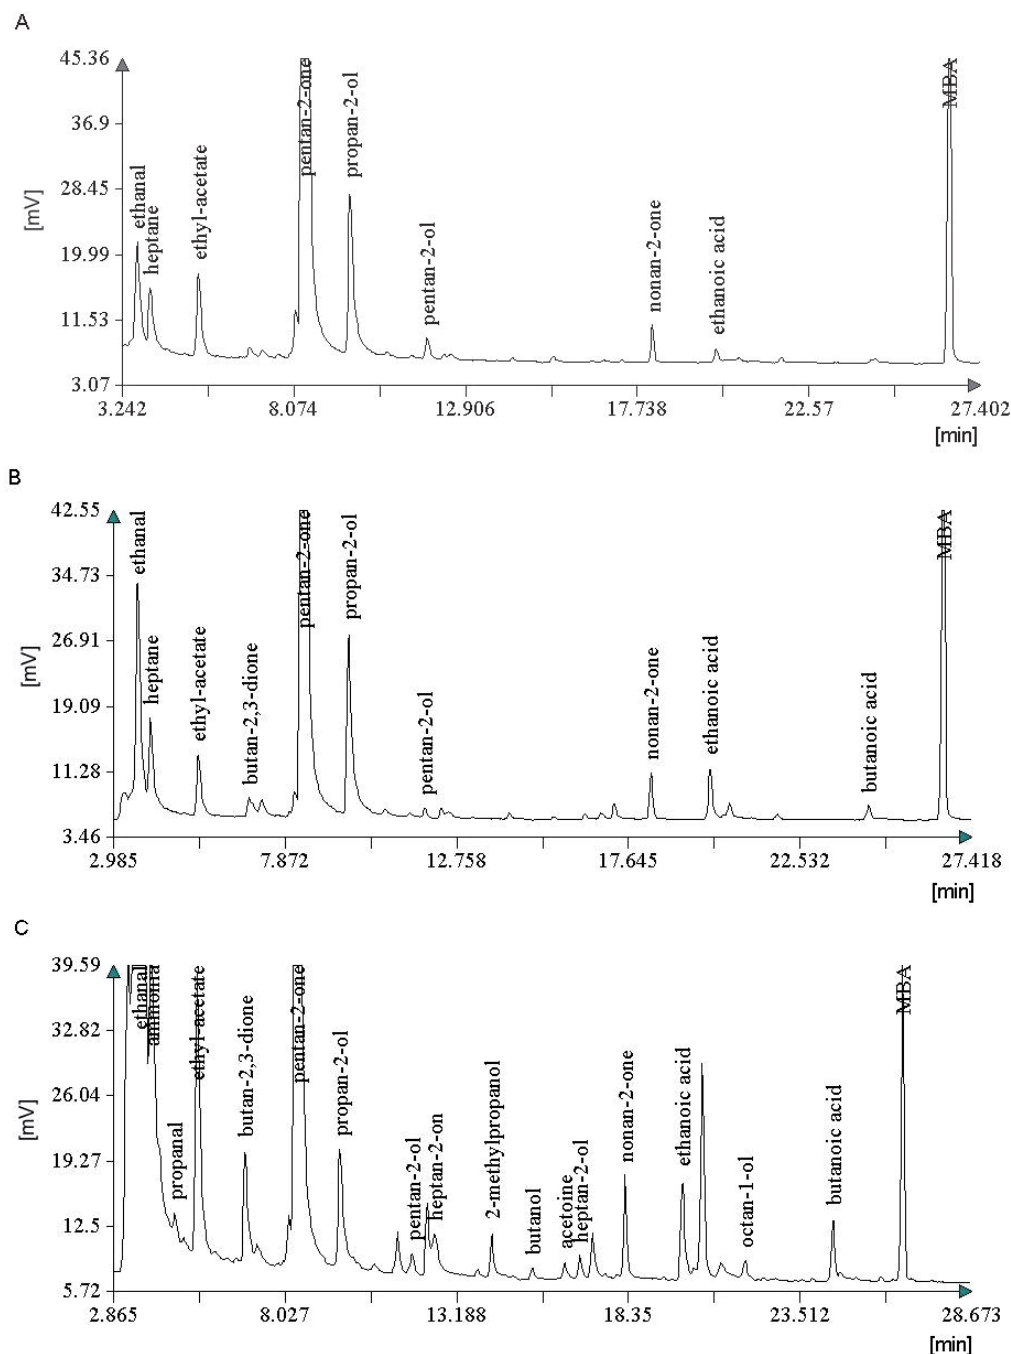 A
45.36
36.9
28.45
19.99
11.53
3.07
[mV]
ethanal
heptane
ethyl-acetate
pentan-2-one
propan-2-ol
pentan-2-ol
nonan-2-one
ethanoic acid
MBA
3.242 8.074 12.906 17.738 22.57 27.402
[min]
B
42.55
34.73
26.91
19.09
11.28
3.46
[mV]
ethanal
heptane
ethyl-acetate
butan-2,3-dione
pentan-2-one
propan-2-ol
pentan-2-ol
nonan-2-one
ethanoic acid
butanoic acid
MBA
2.985 7.872 12.758 17.645 22.532 27.418
[min]
C
39.59
32.82
26.04
19.27
12.5
5.72
[mV]
ethanal
ammonia
propanal
ethyl-acetate
butan-2,3-dione
pentan-2-one
propan-2-ol
pentan-2-ol
heptan-2-on
2-methylpropanol
butanol
acetoine
heptan-2-ol
nonan-2-one
ethanoic acid
octan-1-ol
butanoic acid
MBA
2.865 8.027 13.188 18.35 23.512 28.673
[min]